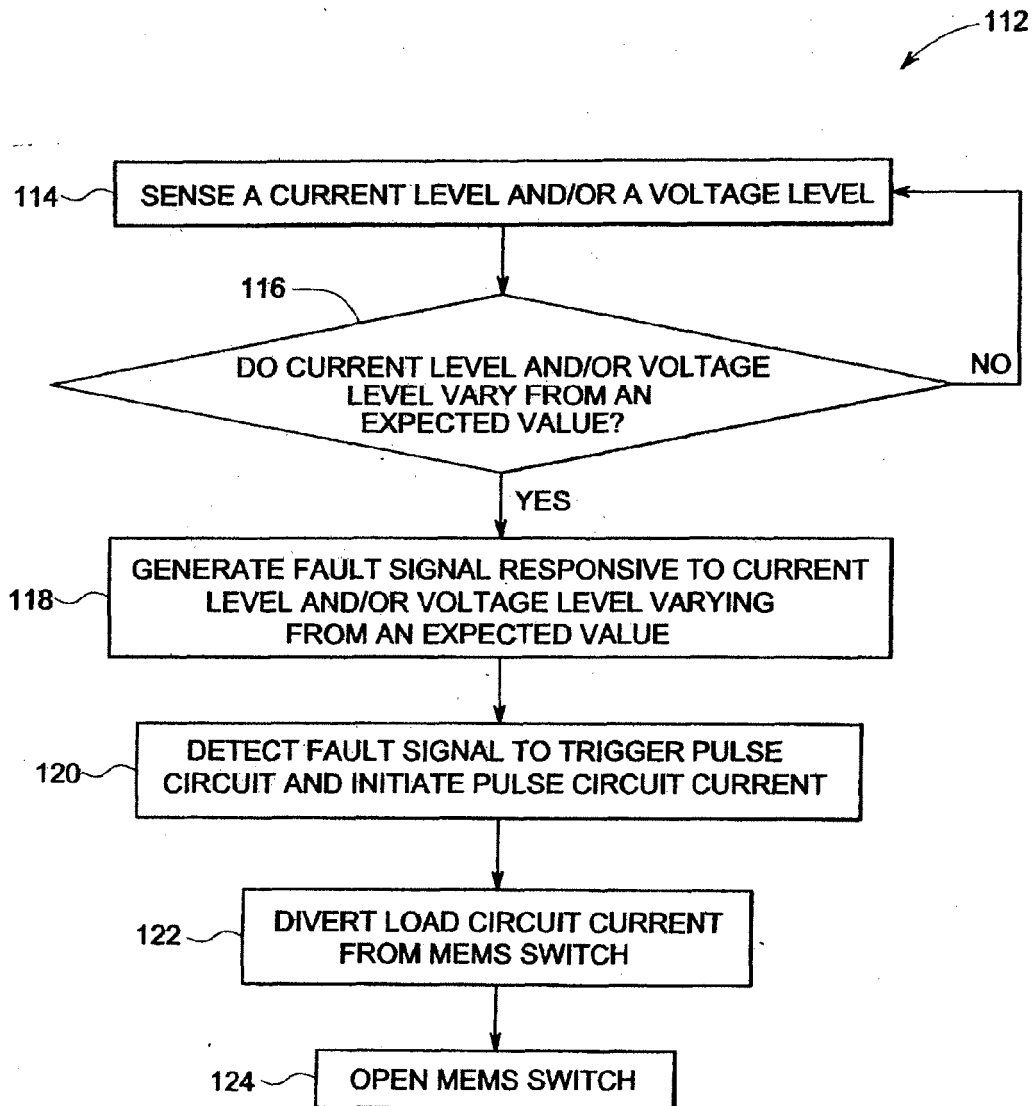 112
114
SENSE A CURRENT LEVEL AND/OR A VOLTAGE LEVEL
116
DO CURRENT LEVEL AND/OR VOLTAGE
LEVEL VARY FROM AN
EXPECTED VALUE?
NO
YES
118
GENERATE FAULT SIGNAL RESPONSIVE TO CURRENT
LEVEL AND/OR VOLTAGE LEVEL VARYING
FROM AN EXPECTED VALUE
120
DETECT FAULT SIGNAL TO TRIGGER PULSE
CIRCUIT AND INITIATE PULSE CIRCUIT CURRENT
122
DIVERT LOAD CIRCUIT CURRENT
FROM MEMS SWITCH
124
OPEN MEMS SWITCH